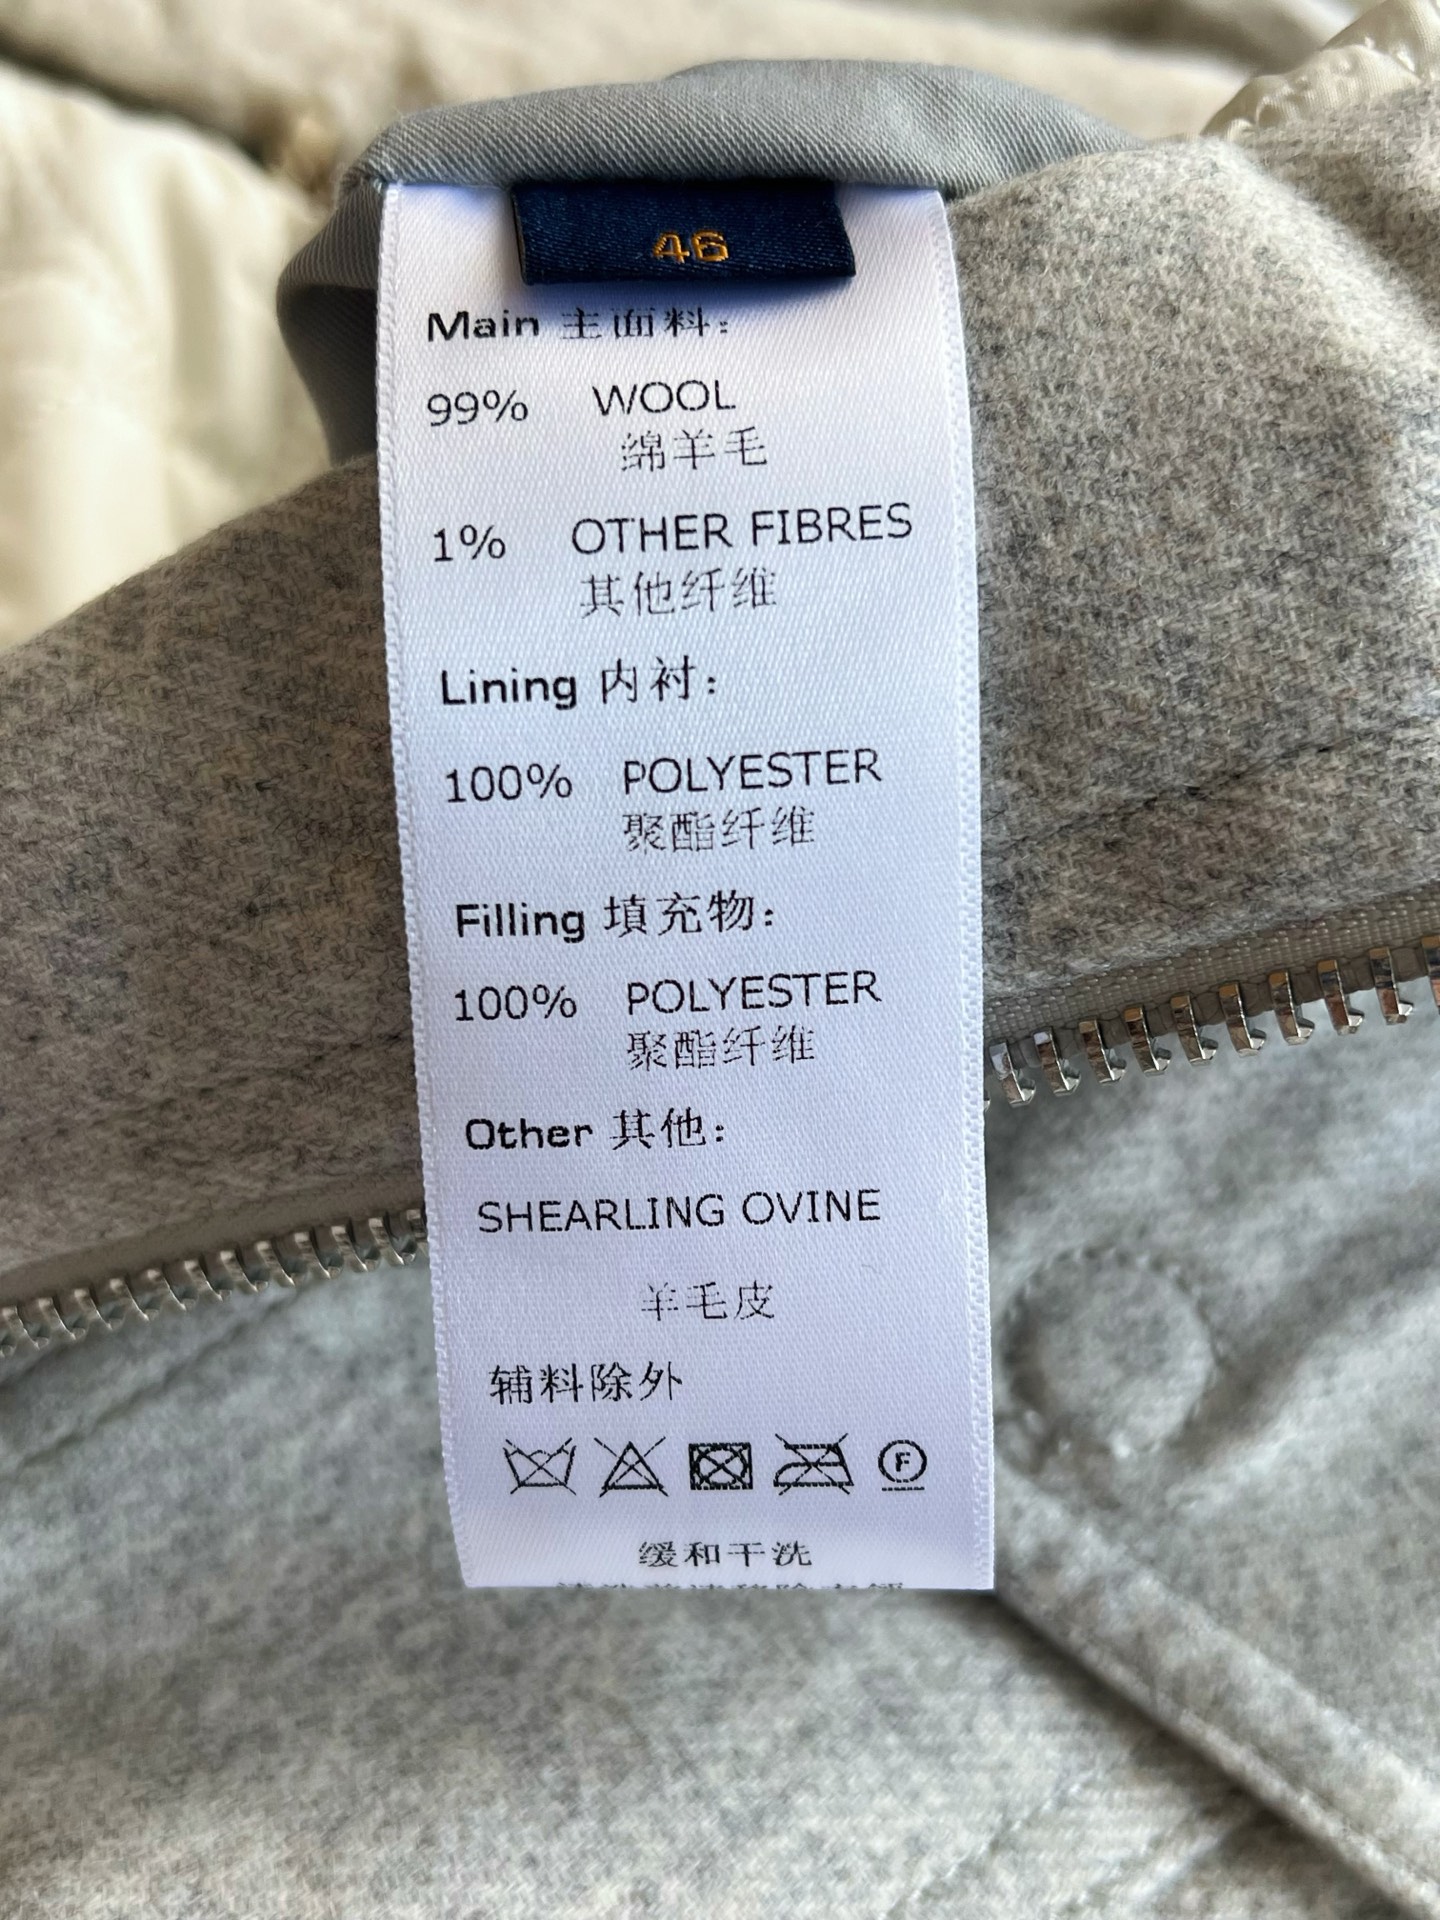 46
Main 主面料:
99% WOOL
绵羊毛
1% OTHER FIBRES
其他纤维
Lining 内衬:
100% POLYESTER
聚酯纤维
Filling 填充物:
100% POLYESTER
聚酯纤维
Other 其他:
SHEARLING OVINE
羊毛皮
辅料除外
F
缓和干洗